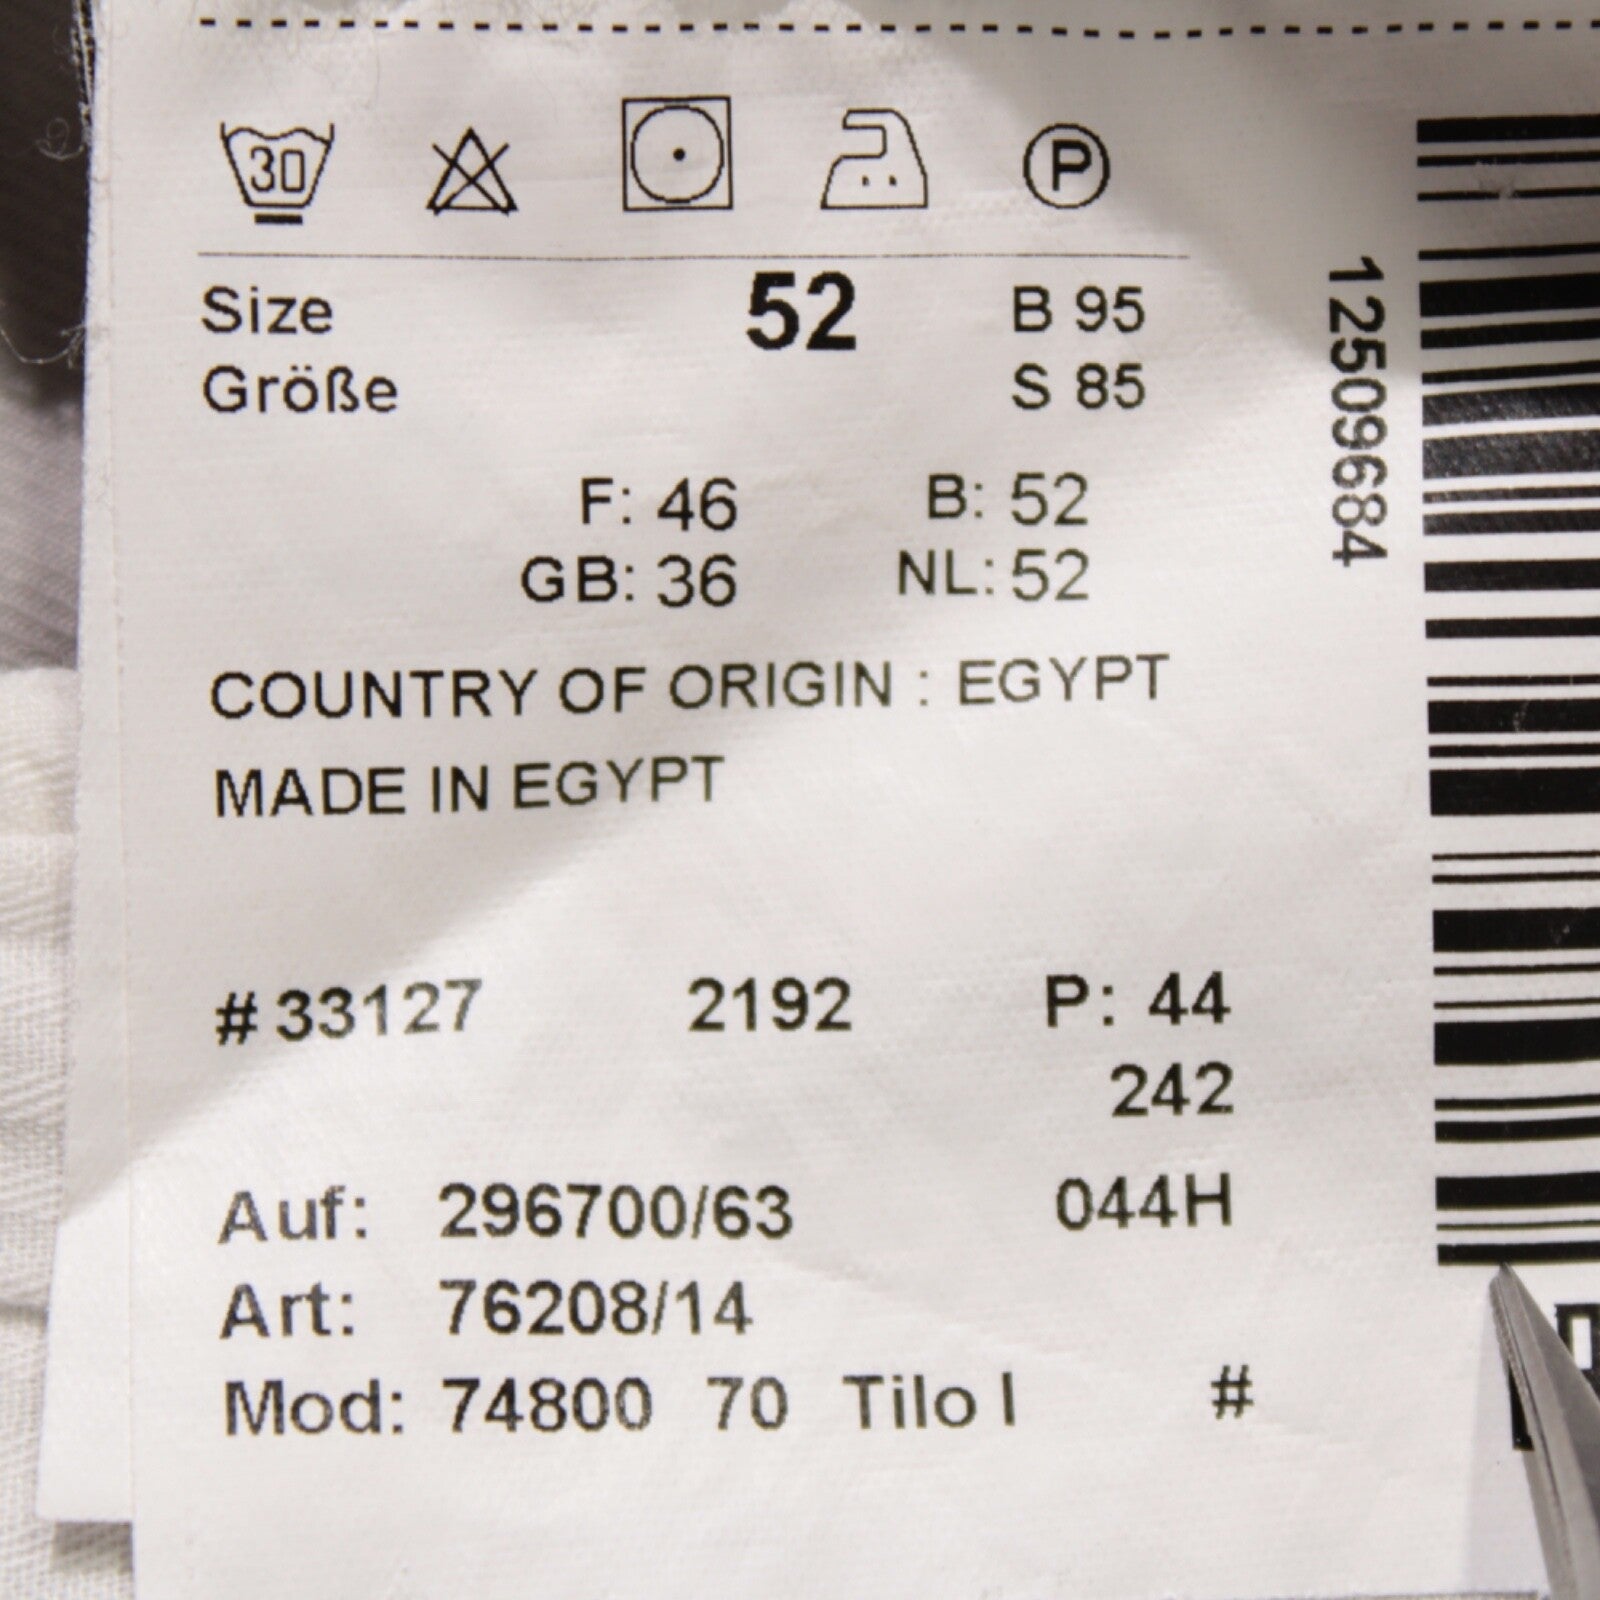 30
P
Size 52 B 95
Größe S 85
F: 46 B: 52
GB: 36 NL: 52
COUNTRY OF ORIGIN : EGYPT
MADE IN EGYPT
#33127 2192 P: 44
242
Auf: 296700/63 044H
Art: 76208/14
Mod: 74800 70 Tilo I #
12509684